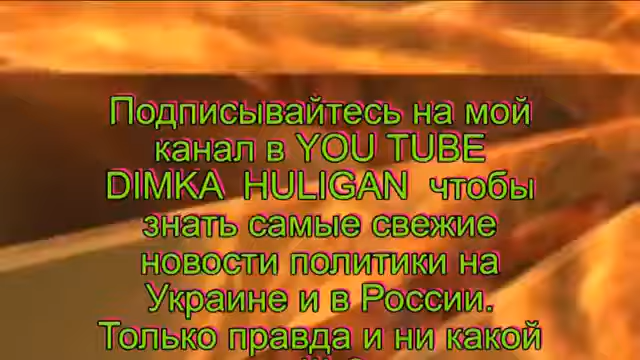 Подписывайтесь на мой
канал в YOU TUBE
DIMKA HULIGAN чтобы
знать самые свежие
новости политики на
Украине и в России.
Только правда и ни какой